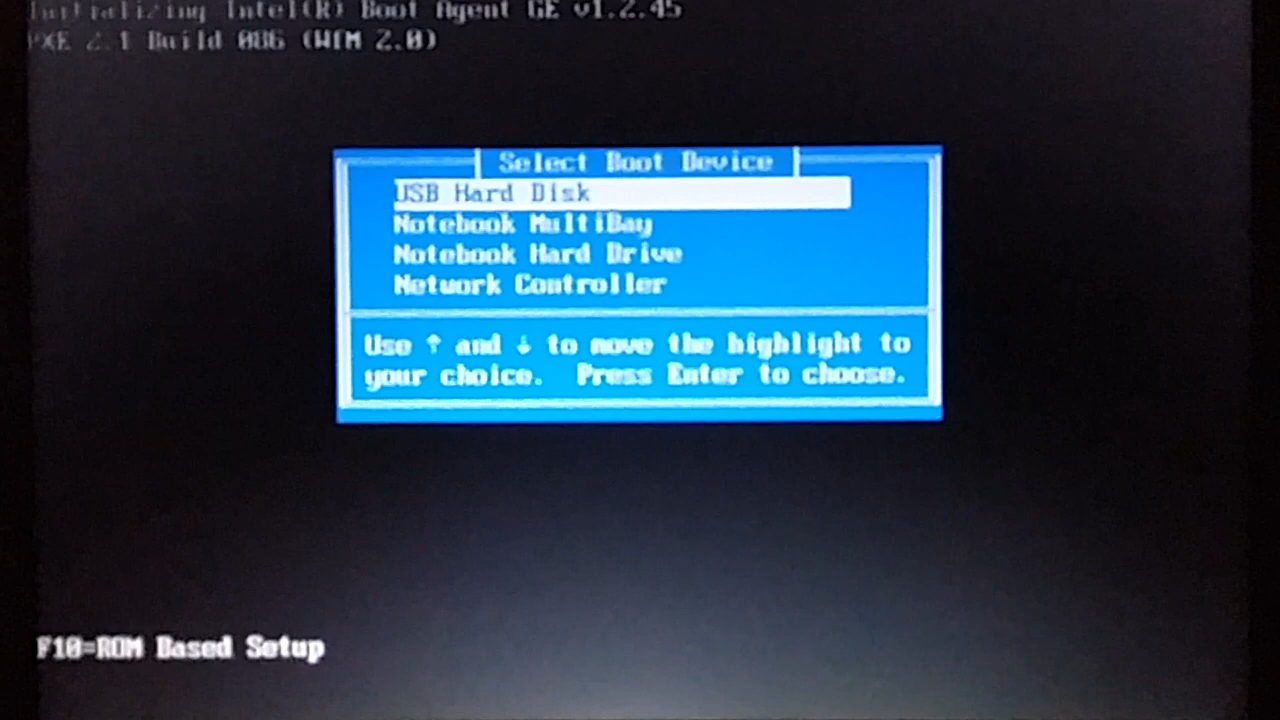 Initializing Intel(R) Boot Agent GE v1.2.45
PXE 2.1 Build 086 (WfM 2.0)
Select Boot Device
USB Hard Disk
Notebook MultiBay
Notebook Hard Drive
Network Controller
Use ↑ and ↓ to move the highlight to
your choice. Press Enter to choose.
F10=ROM Based Setup